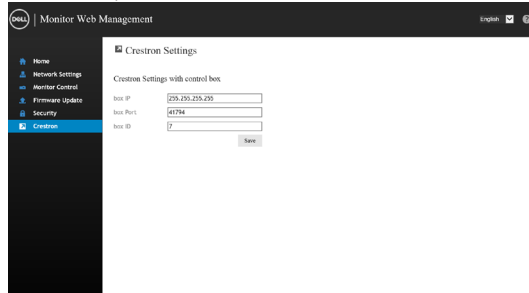 DELL | Monitor Web Management
English
Home
Network Settings
Monitor Control
Firmware Update
Security
Crestron
Crestron Settings
Crestron Settings with control box
box IP 255.255.255.255
box Port 41794
box ID 7
Save